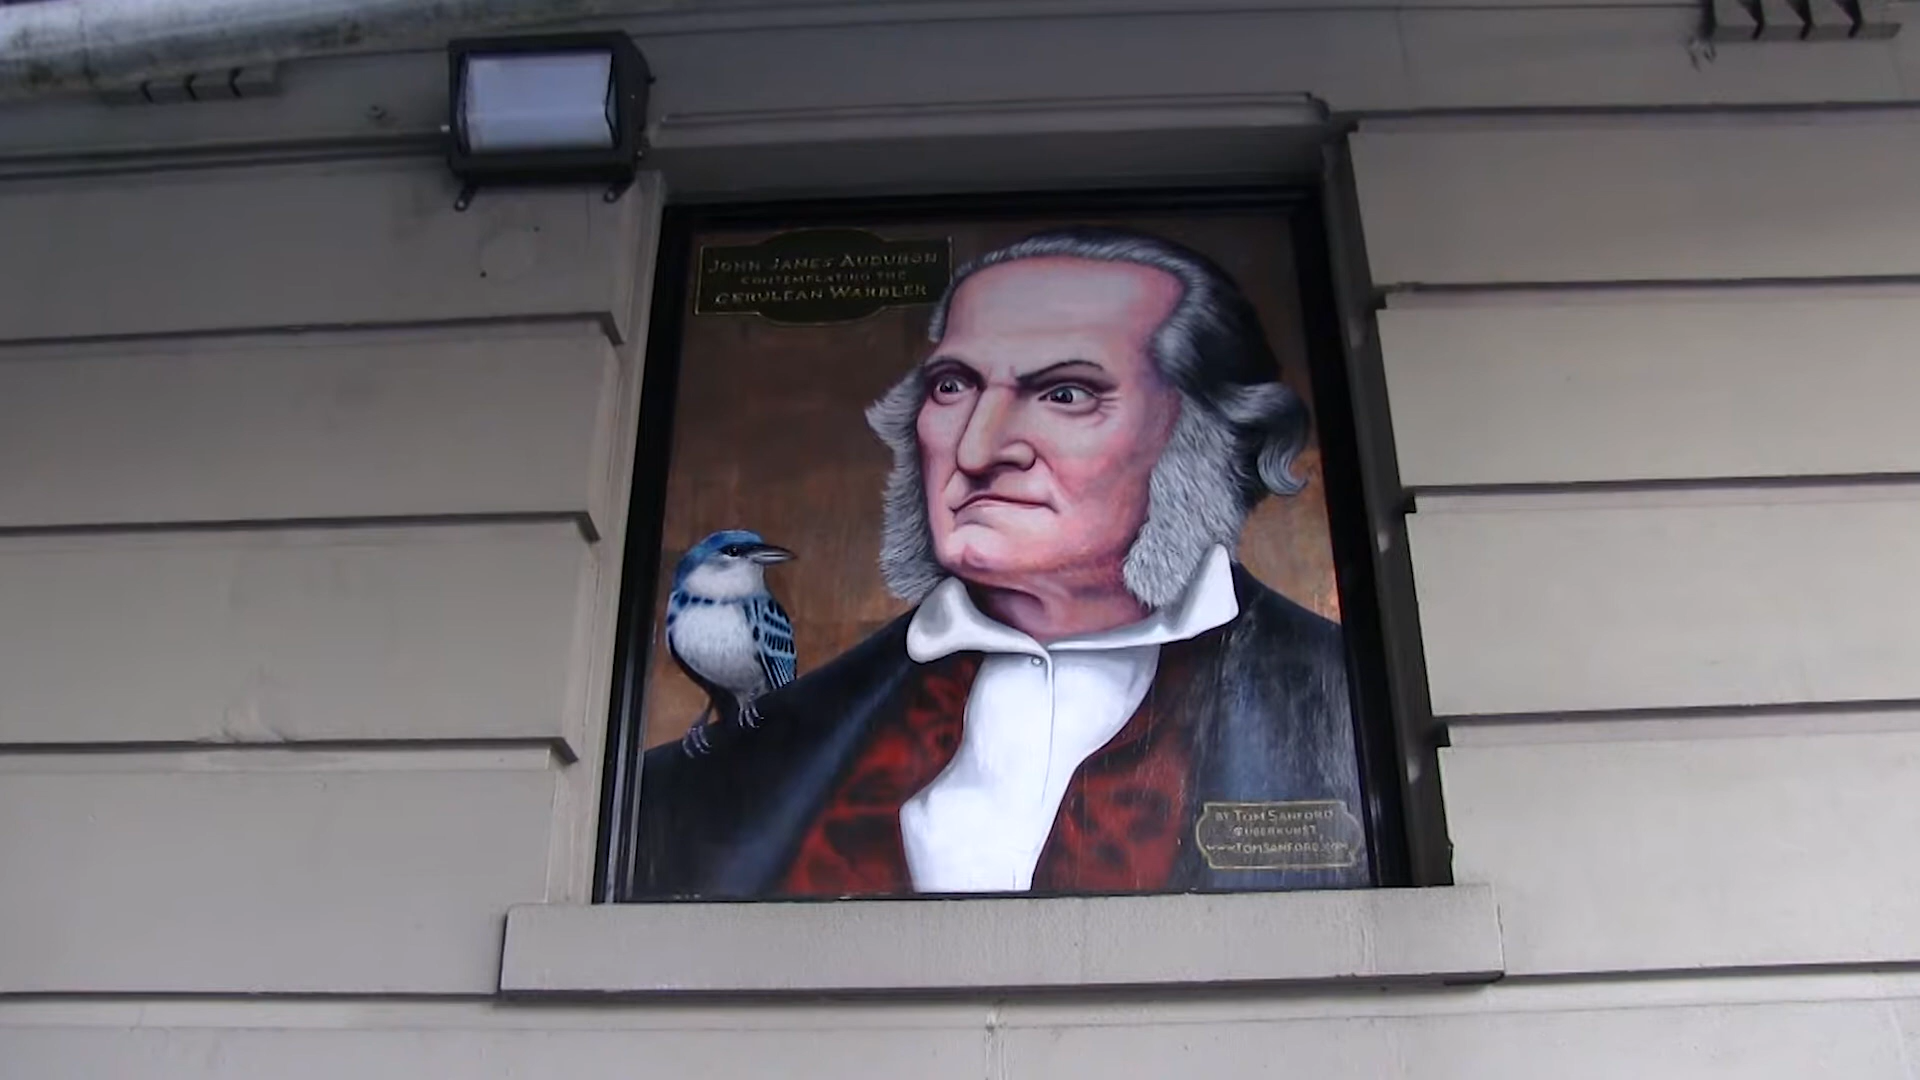 JOHN JAMES AUDUBON
CONTEMPLATING THE
CERULEAN WARBLER
BY TOM SANFORD
@UBERKUNST
WWW.TOMSANFORD.COM